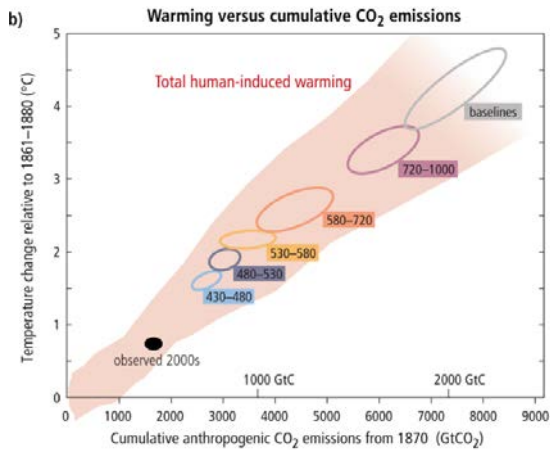 b)
Warming versus cumulative CO₂ emissions
Total human-induced warming
Temperature change relative to 1861–1880 (°C)
5
4
3
2
1
0
baselines
720–1000
580–720
530–580
480–530
430–480
observed 2000s
1000 GtC
2000 GtC
0
1000
2000
3000
4000
5000
6000
7000
8000
9000
Cumulative anthropogenic CO₂ emissions from 1870 (GtCO₂)